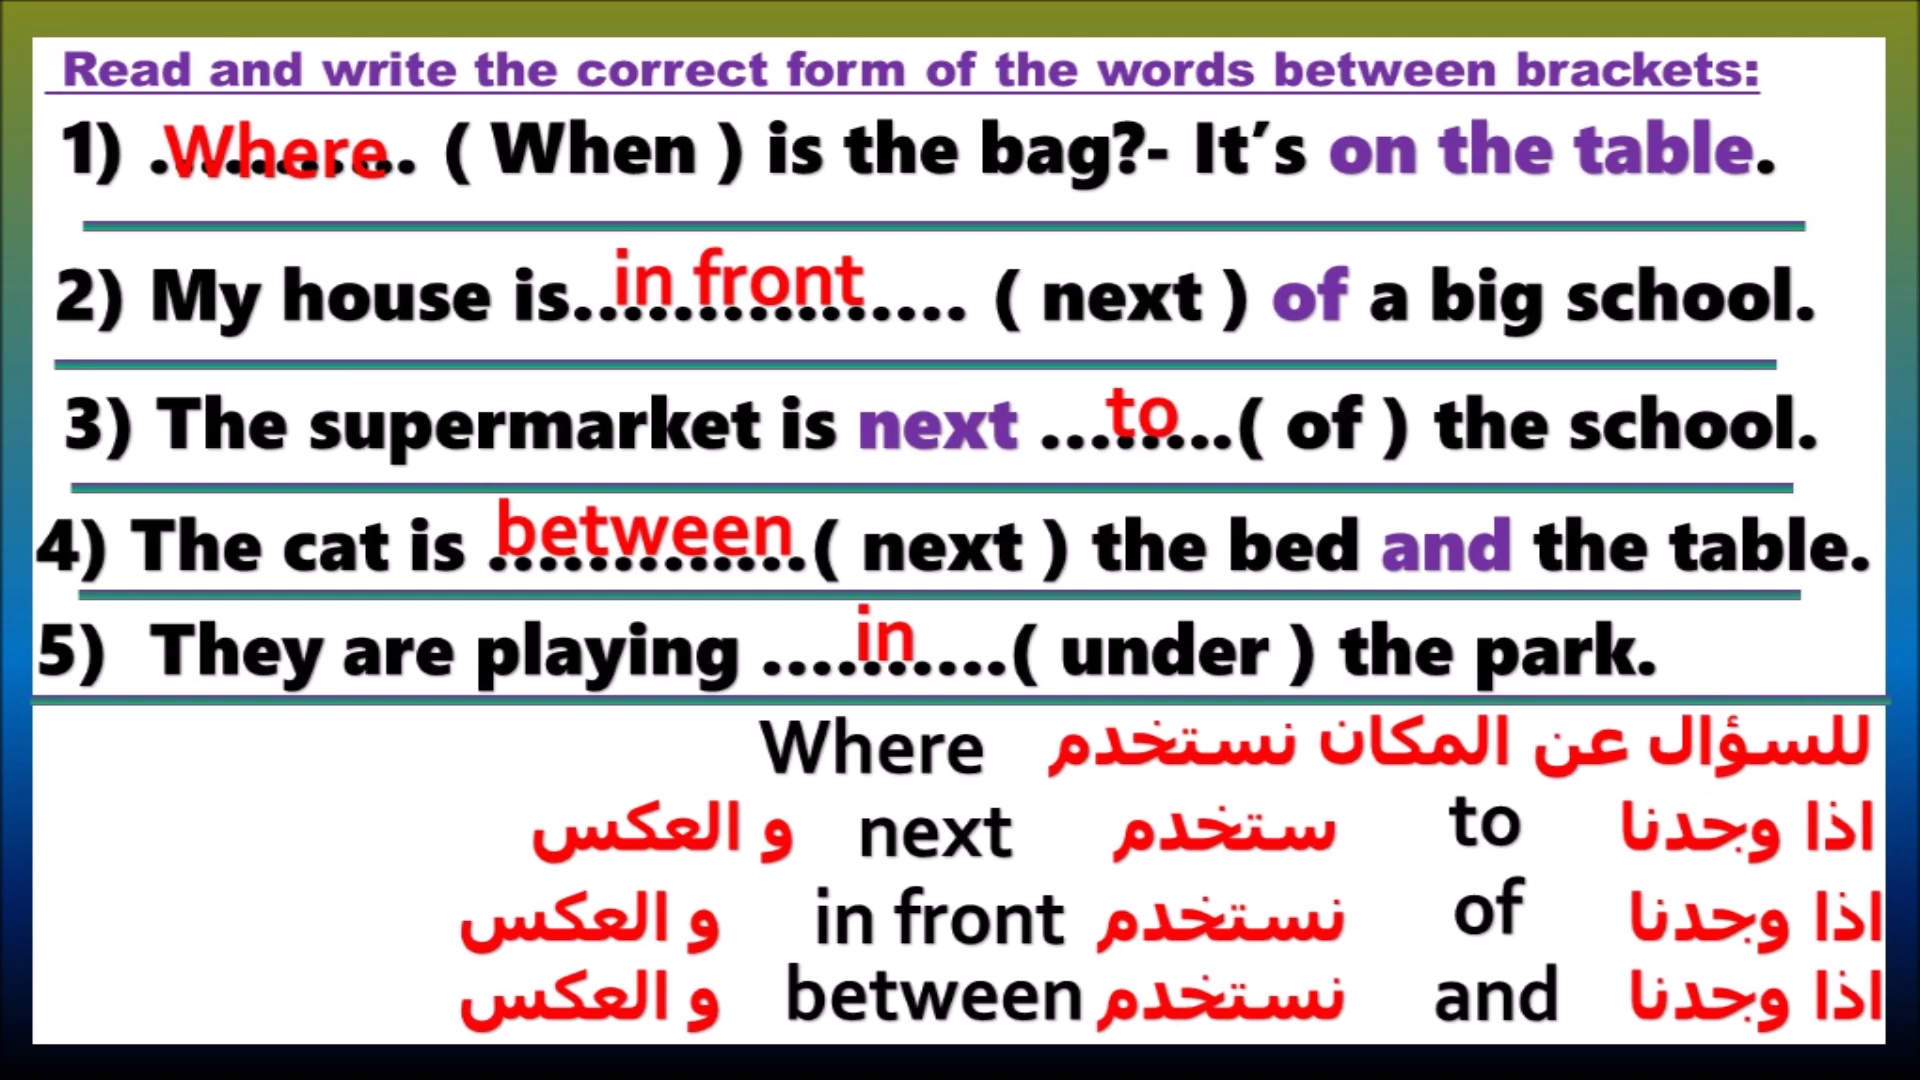 Read and write the correct form of the words between brackets:
1) ...Where... ( When ) is the bag?- It’s on the table.
2) My house is...in front... ( next ) of a big school.
3) The supermarket is next ...to...( of ) the school.
4) The cat is ...between...( next ) the bed and the table.
5) They are playing ...in...( under ) the park.
للسؤال عن المكان نستخدم Where
اذا وجدنا to ستخدم next و العكس
اذا وجدنا of نستخدم in front و العكس
اذا وجدنا and نستخدم between و العكس